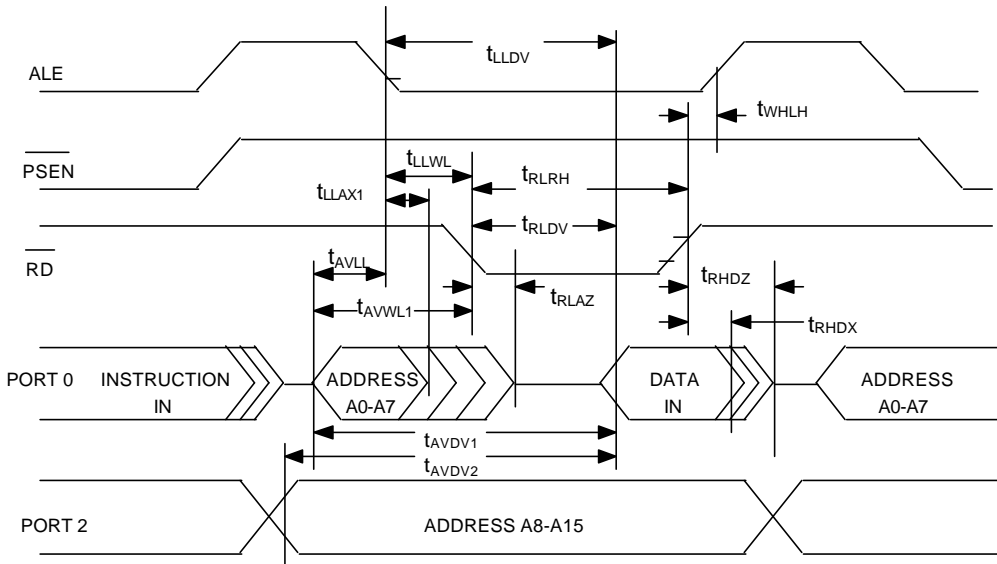 tLLDV
ALE
tWHLH
PSEN
tLLWL
tRLRH
tLLAX1
tRLDV
RD
tAVLL
tRHDZ
tRLAZ
tAVWL1
tRHDX
PORT 0
INSTRUCTION
IN
ADDRESS
A0-A7
DATA
IN
ADDRESS
A0-A7
tAVDV1
tAVDV2
PORT 2
ADDRESS A8-A15